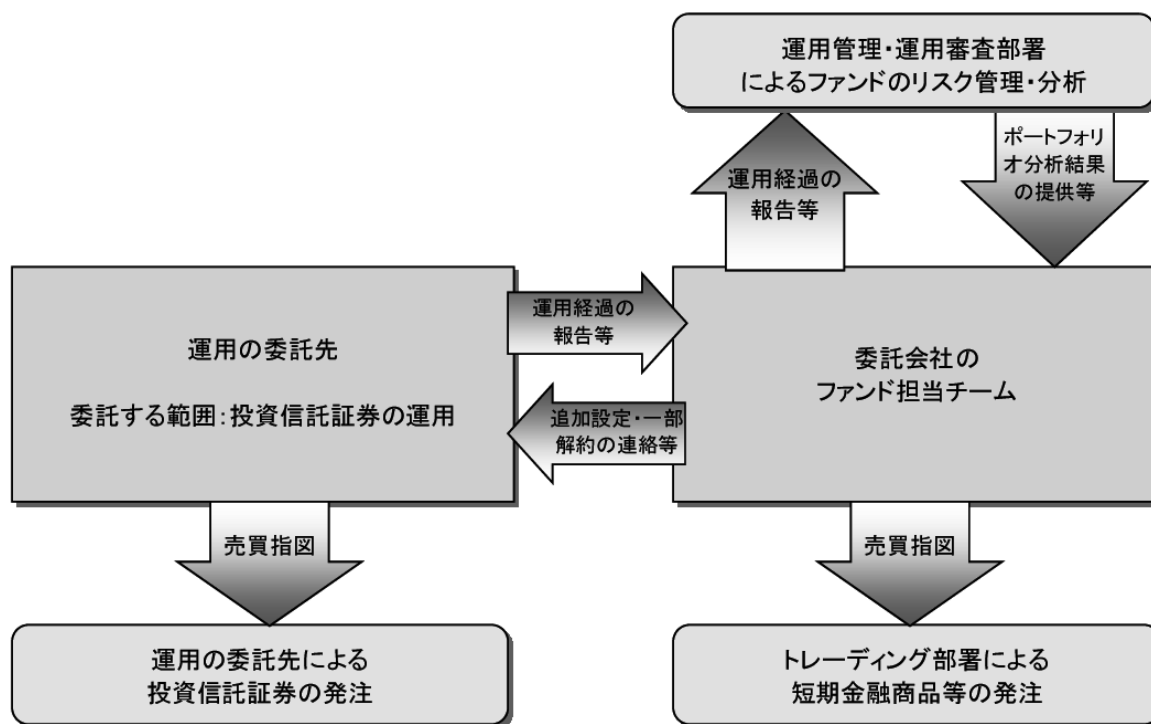 運用管理・運用審査部署
によるファンドのリスク管理・分析
運用経過の
報告等
ポートフォリ
オ分析結果
の提供等
運用の委託先
委託する範囲：投資信託証券の運用
運用経過の
報告等
追加設定・一部
解約の連絡等
委託会社の
ファンド担当チーム
売買指図
売買指図
運用の委託先による
投資信託証券の発注
トレーディング部署による
短期金融商品等の発注